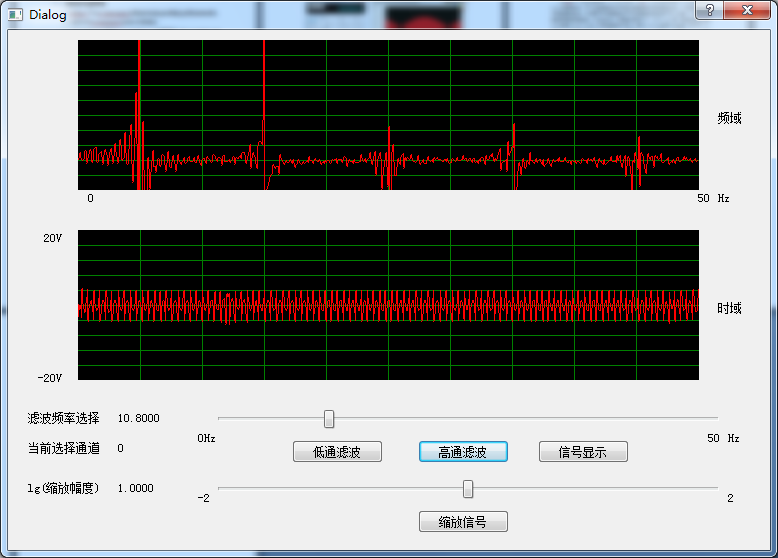 Dialog
频域
0
50 Hz
20V
时域
-20V
滤波频率选择 10.8000
0Hz
50 Hz
当前选择通道 0
低通滤波 高通滤波 信号显示
lg(缩放幅度) 1.0000
-2
2
缩放信号